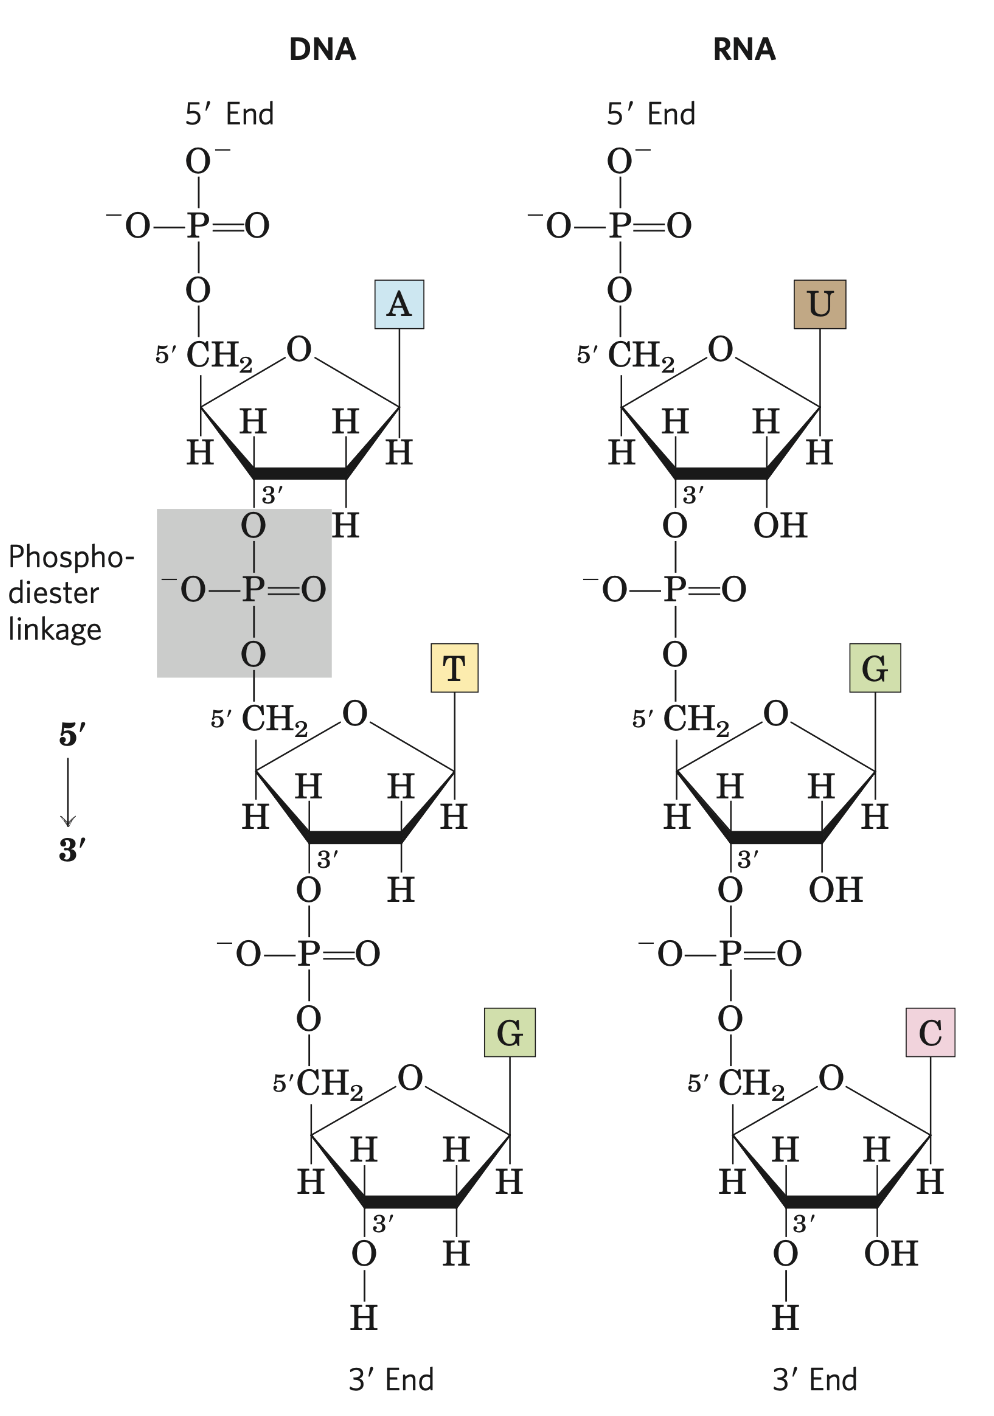 DNA
5′ End
O⁻
⁻O—P=O
O
A
5′ CH₂ O
H H
H H
3′
O H
Phospho-
diester
linkage
⁻O—P=O
O
T
5′
3′
5′ CH₂ O
H H
H H
3′
O H
⁻O—P=O
O
G
5′CH₂ O
H H
H H
3′
O H
H
3′ End
RNA
5′ End
O⁻
⁻O—P=O
O
U
5′ CH₂ O
H H
H H
3′
O OH
⁻O—P=O
O
G
5′ CH₂ O
H H
H H
3′
O OH
⁻O—P=O
O
C
5′ CH₂ O
H H
H H
3′
O OH
H
3′ End